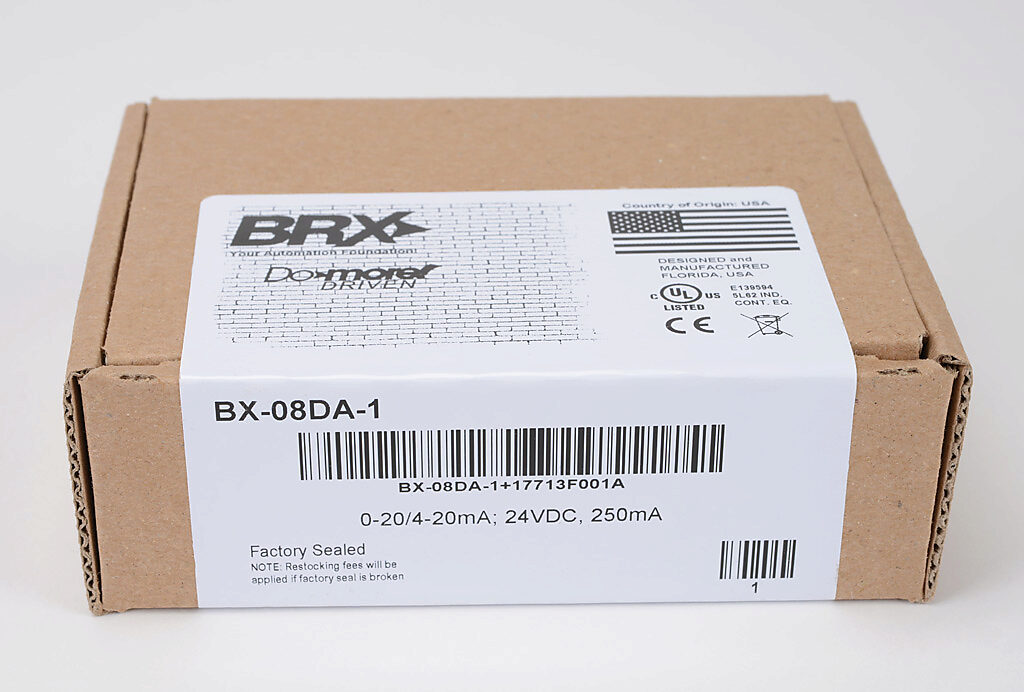 BRX
Your Automation Foundation!
Do-more!
DRIVEN
Country of Origin: USA
DESIGNED and
MANUFACTURED
FLORIDA, USA
C UL US
LISTED
E139594
5L62 IND.
CONT. EQ.
CE
BX-08DA-1
BX-08DA-1+17713F001A
0-20/4-20mA; 24VDC, 250mA
Factory Sealed
NOTE: Restocking fees will be
applied if factory seal is broken
1